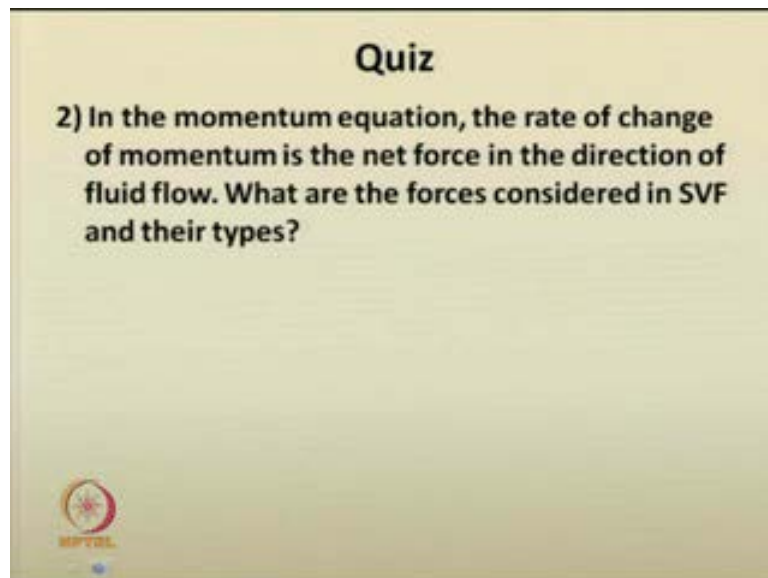 Quiz
2) In the momentum equation, the rate of change
of momentum is the net force in the direction of
fluid flow. What are the forces considered in SVF
and their types?
NPTEL